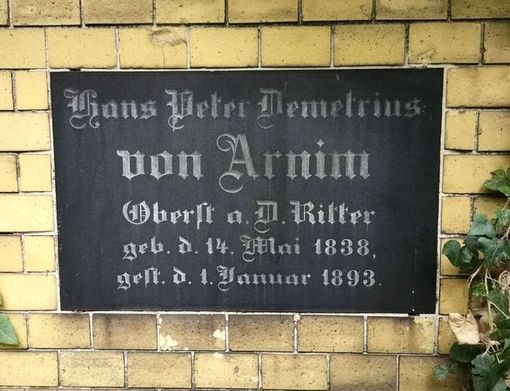 Hans Peter Demetrius
von Arnim
Oberst a. D. Ritter
geb. d. 14. Mai 1838,
gest. d. 1. Januar 1893.